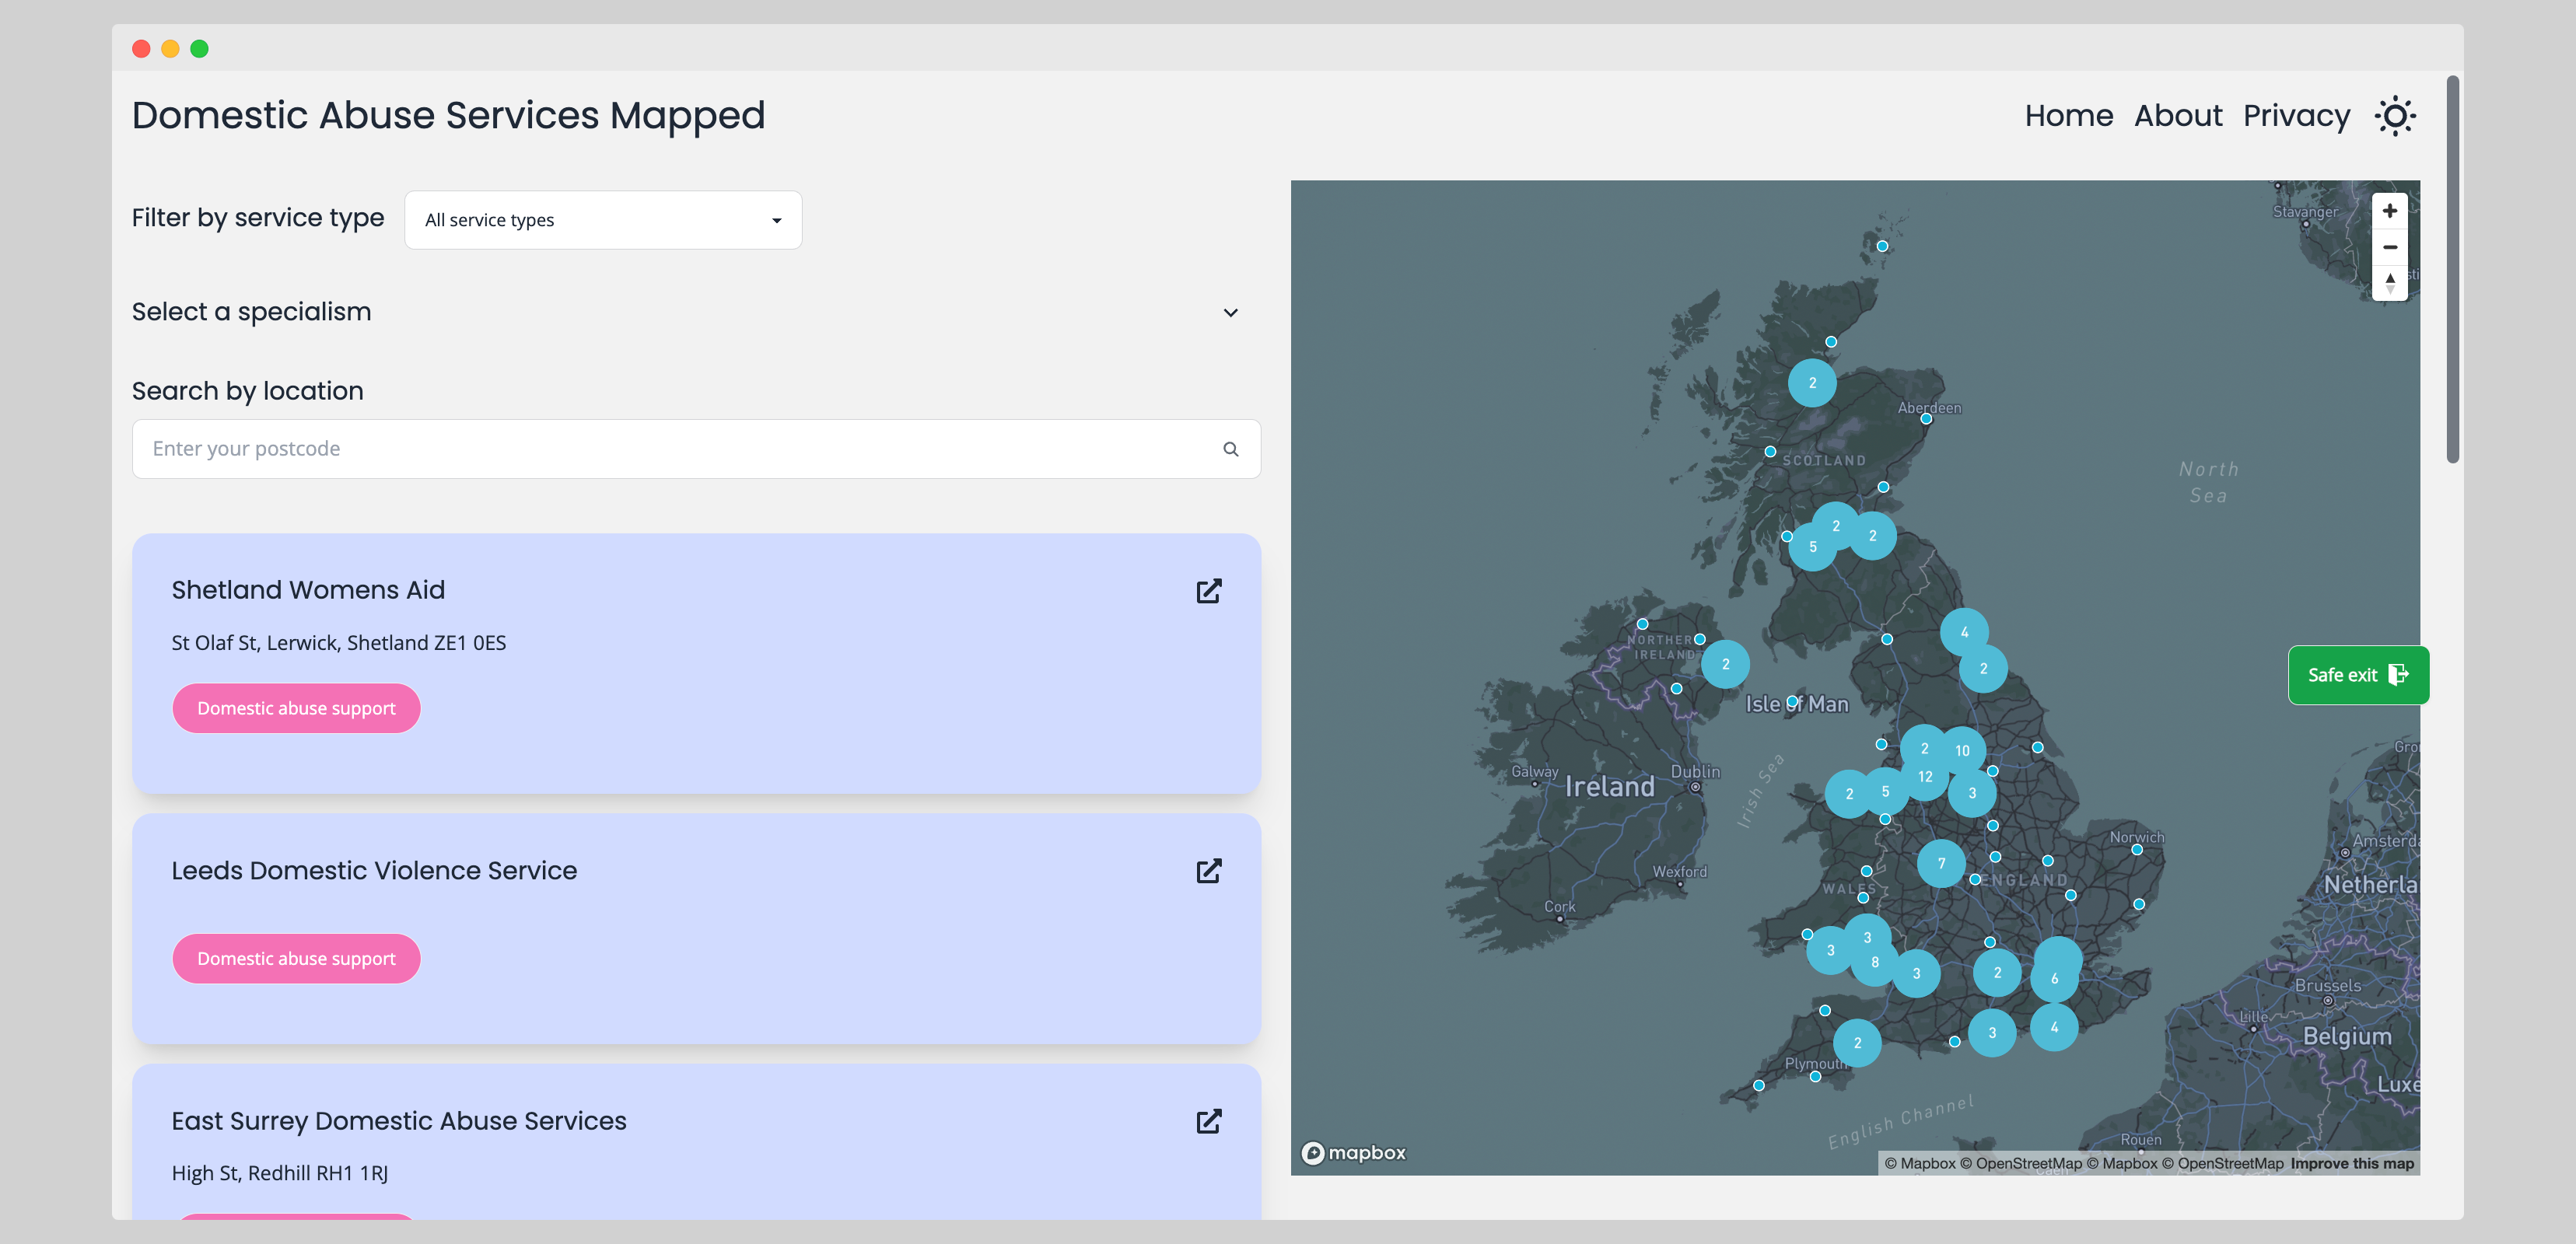 Domestic Abuse Services Mapped
Home About Privacy
Filter by service type
All service types
Select a specialism
Search by location
Enter your postcode
Shetland Womens Aid
St Olaf St, Lerwick, Shetland ZE1 0ES
Domestic abuse support
Leeds Domestic Violence Service
Domestic abuse support
East Surrey Domestic Abuse Services
High St, Redhill RH1 1RJ
Stavanger
2
Aberdeen
SCOTLAND
North
Sea
2
2
5
4
NORTHER
IRELAND
2
2
Isle of Man
Safe exit
2
10
12
Galway
Ireland
Dublin
Irish Sea
2
5
3
Norwich
Amsterda
7
Wexford
WALES
ENGLAND
Netherla
Cork
3
3
8
3
2
6
Brussels
Lille
Belgium
2
3
4
Plymouth
Luxe
English Channel
Rouen
mapbox
© Mapbox © OpenStreetMap © Mapbox © OpenStreetMap Improve this map